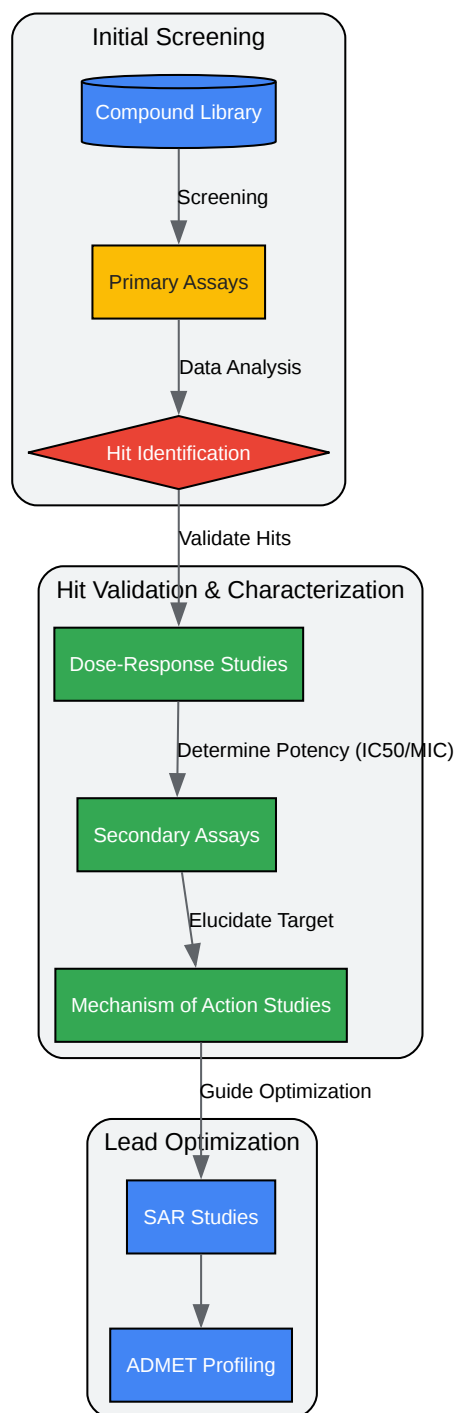 Initial Screening
Compound Library
Screening
Primary Assays
Data Analysis
Hit Identification
Validate Hits
Hit Validation & Characterization
Dose-Response Studies
Determine Potency (IC50/MIC)
Secondary Assays
Elucidate Target
Mechanism of Action Studies
Guide Optimization
Lead Optimization
SAR Studies
ADMET Profiling